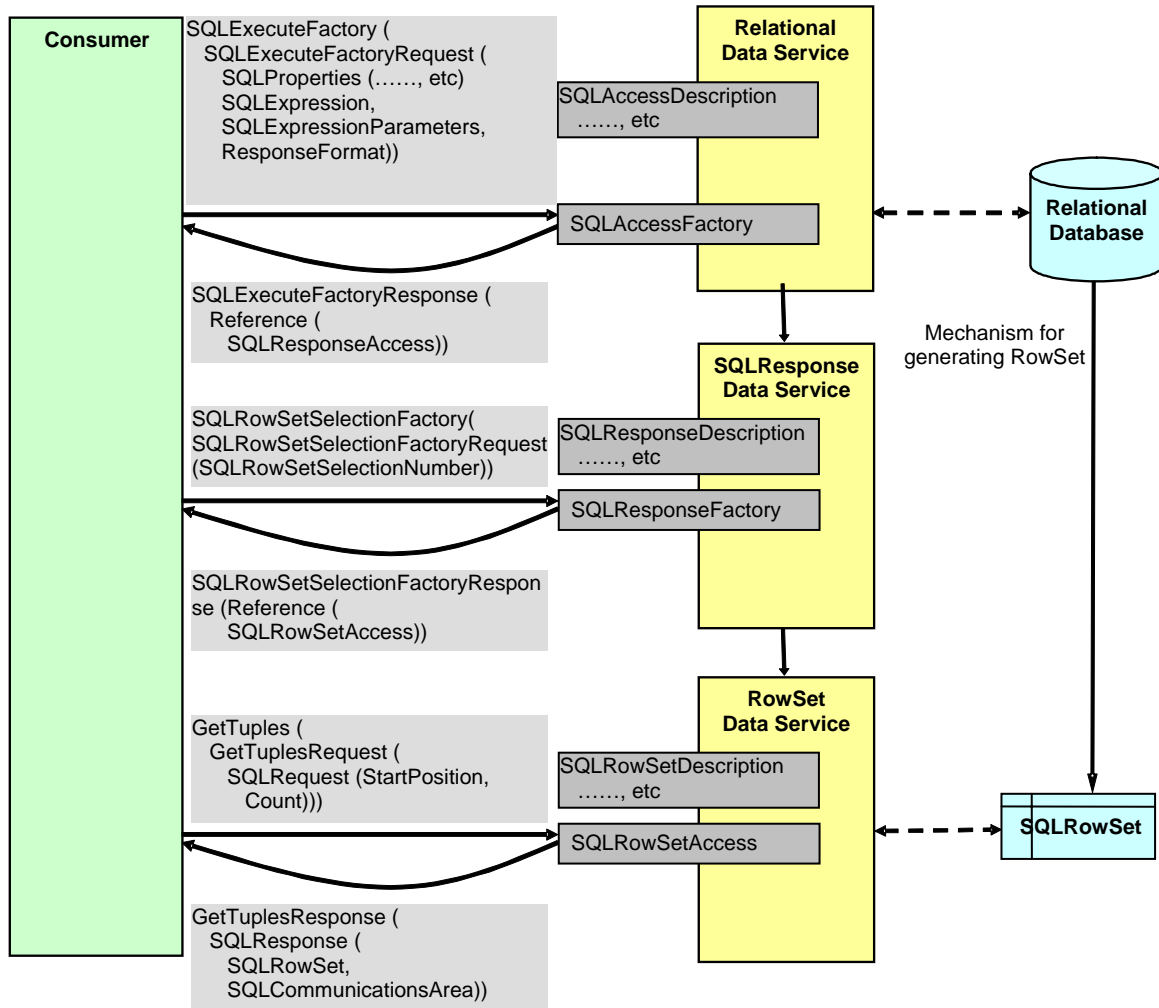 Consumer
SQLExecuteFactory (
SQLExecuteFactoryRequest (
SQLProperties (……, etc)
SQLExpression,
SQLExpressionParameters,
ResponseFormat))
Relational
Data Service
SQLAccessDescription
……, etc
SQLAccessFactory
Relational
Database
SQLExecuteFactoryResponse (
Reference (
SQLResponseAccess))
Mechanism for
generating RowSet
SQLResponse
Data Service
SQLRowSetSelectionFactory(
SQLRowSetSelectionFactoryRequest
(SQLRowSetSelectionNumber))
SQLResponseDescription
……, etc
SQLResponseFactory
SQLRowSetSelectionFactoryRespon
se (Reference (
SQLRowSetAccess))
RowSet
Data Service
GetTuples (
GetTuplesRequest (
SQLRequest (StartPosition,
Count)))
SQLRowSetDescription
……, etc
SQLRowSetAccess
SQLRowSet
GetTuplesResponse (
SQLResponse (
SQLRowSet,
SQLCommunicationsArea))